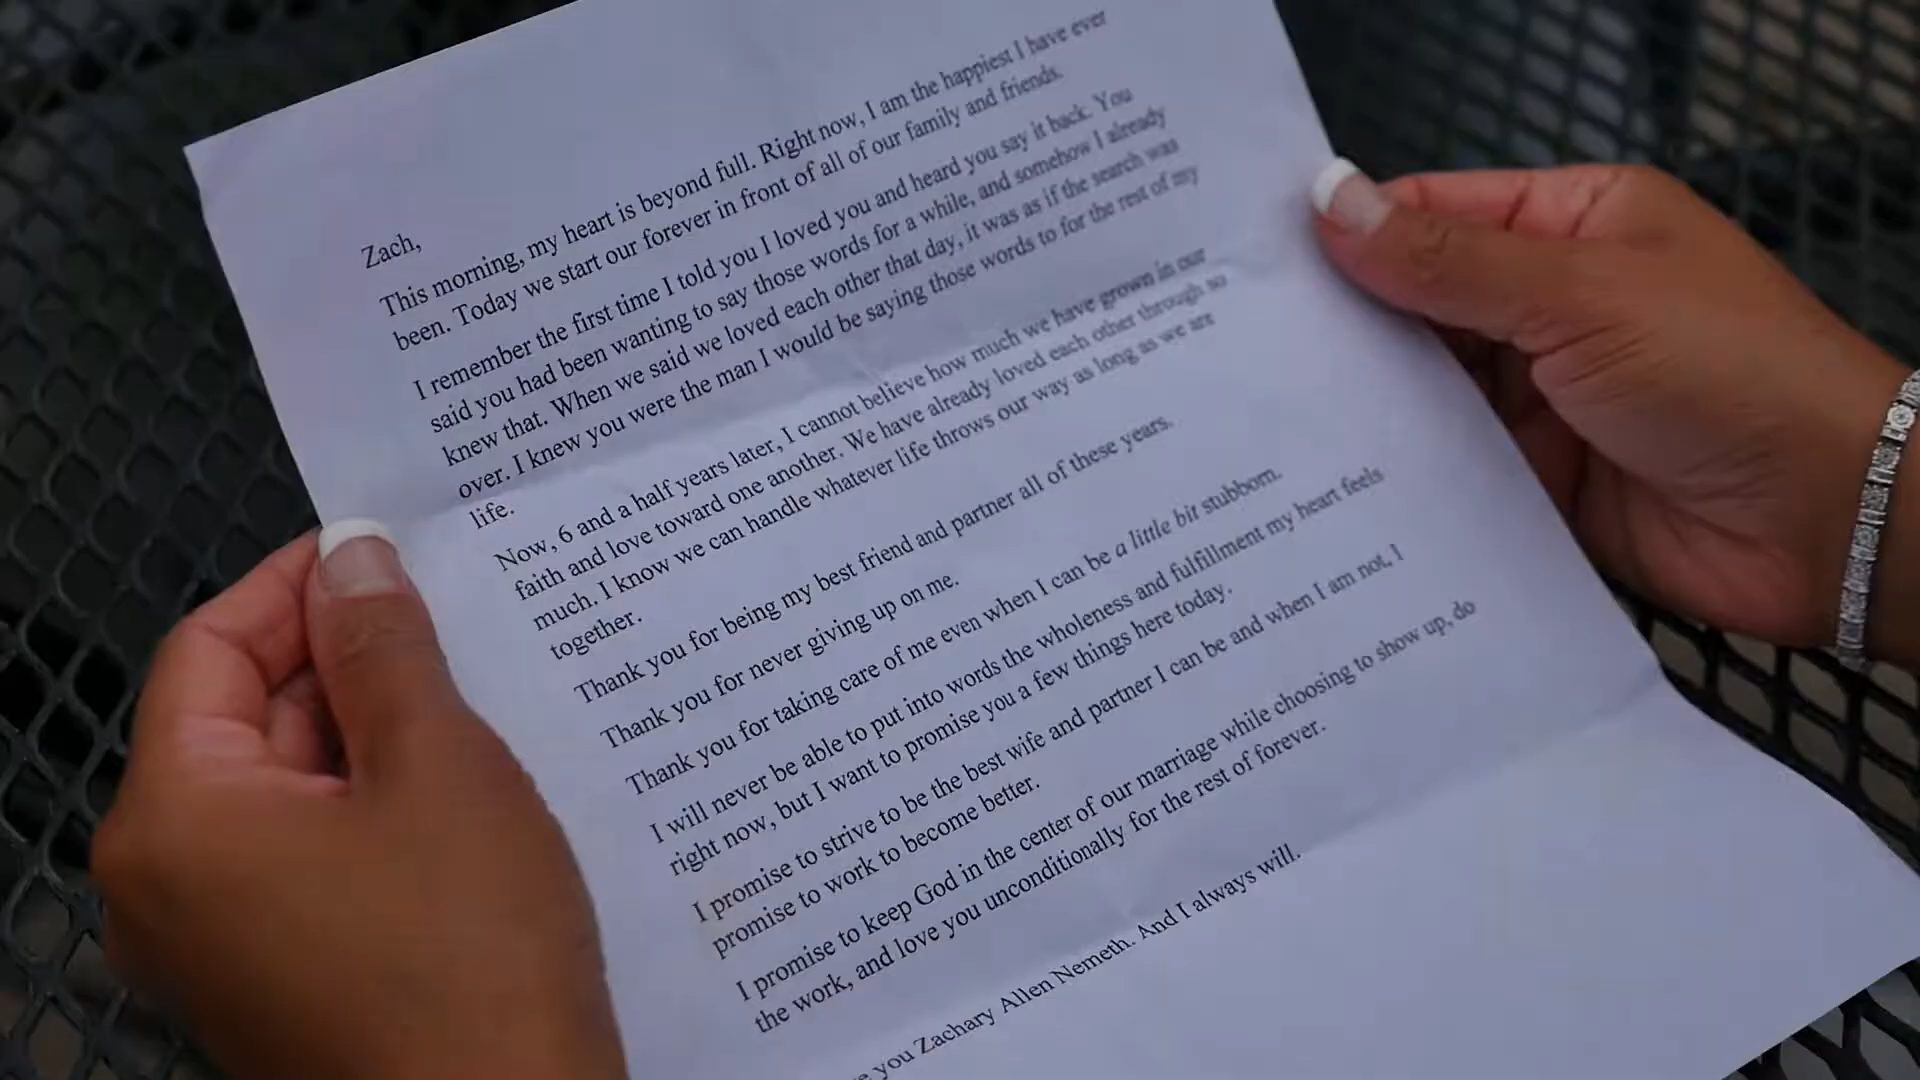 Zach,
This morning, my heart is beyond full. Right now, I am the happiest I have ever
been. Today we start our forever in front of all of our family and friends.
I remember the first time I told you I loved you and heard you say it back. You
said you had been wanting to say those words for a while, and somehow I already
knew that. When we said we loved each other that day, it was as if the search was
over. I knew you were the man I would be saying those words to for the rest of my
life.
Now, 6 and a half years later, I cannot believe how much we have grown in our
faith and love toward one another. We have already loved each other through so
much. I know we can handle whatever life throws our way as long as we are
together.
Thank you for being my best friend and partner all of these years.
Thank you for never giving up on me.
Thank you for taking care of me even when I can be a little bit stubborn.
I will never be able to put into words the wholeness and fulfillment my heart feels
right now, but I want to promise you a few things here today.
I promise to strive to be the best wife and partner I can be and when I am not, I
promise to work to become better.
I promise to keep God in the center of our marriage while choosing to show up, do
the work, and love you unconditionally for the rest of forever.
you Zachary Allen Nemeth. And I always will.